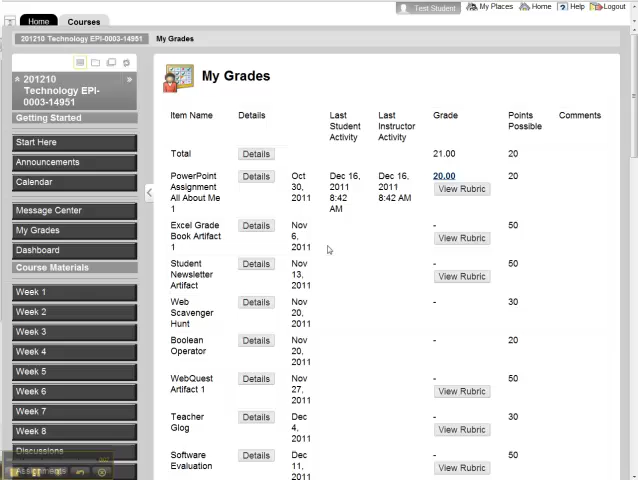 Test Student My Places Home Help Logout
Home Courses
201210 Technology EPI-0003-14951 My Grades
201210
Technology EPI-
0003-14951
Getting Started
Start Here
Announcements
Calendar
Message Center
My Grades
Dashboard
Course Materials
Week 1
Week 2
Week 3
Week 4
Week 5
Week 6
Week 7
Week 8
Discussions
Assignments
My Grades
Item Name Details Last Student Activity Last Instructor Activity Grade Points Possible Comments
Total Details 21.00 20
PowerPoint Assignment All About Me 1 Details Oct 30, 2011 Dec 16, 2011 8:42 AM Dec 16, 2011 8:42 AM 20.00 View Rubric 20
Excel Grade Book Artifact 1 Details Nov 6, 2011 - View Rubric 50
Student Newsletter Artifact Details Nov 13, 2011 - View Rubric 50
Web Scavenger Hunt Details Nov 20, 2011 - 30
Boolean Operator Details Nov 20, 2011 - 20
WebQuest Artifact 1 Details Nov 27, 2011 - View Rubric 50
Teacher Glog Details Dec 4, 2011 - View Rubric 30
Software Evaluation Details Dec 11, 2011 - View Rubric 50